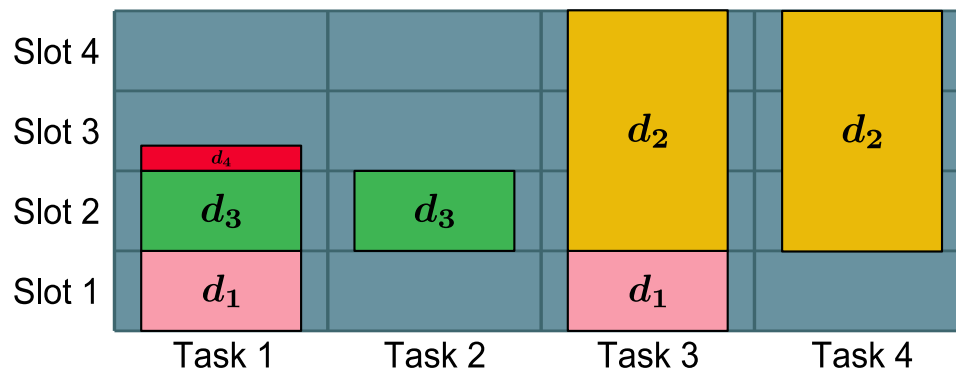 Slot 4
Slot 3
d₂
d₂
d₄
Slot 2
d₃
d₃
Slot 1
d₁
d₁
Task 1
Task 2
Task 3
Task 4